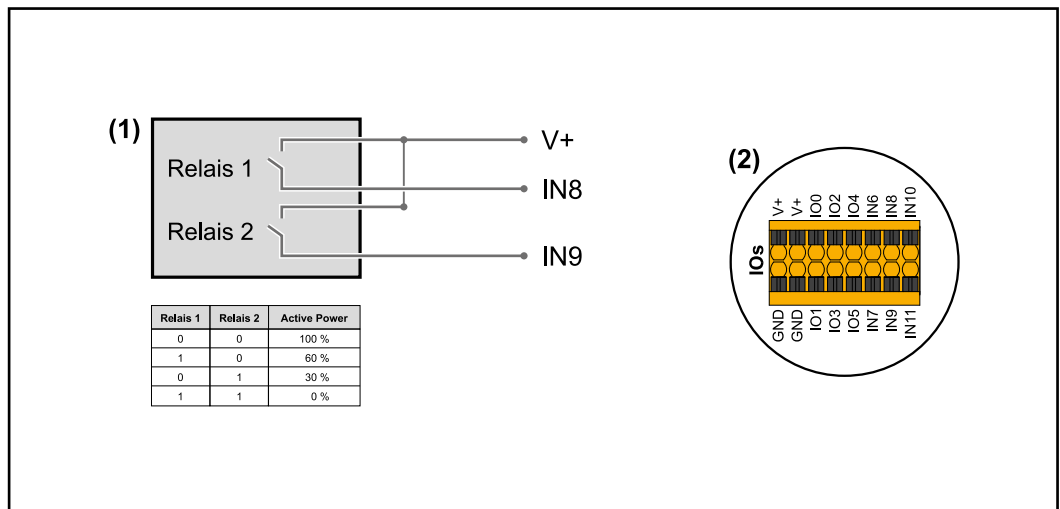 (1)
Relais 1
Relais 2
V+
IN8
IN9
Relais 1 Relais 2 Active Power
0 0 100 %
1 0 60 %
0 1 30 %
1 1 0 %
(2)
IOs
V+ V+ IO0 IO2 IO4 IN6 IN8 IN10
GND GND IO1 IO3 IO5 IN7 IN9 IN11